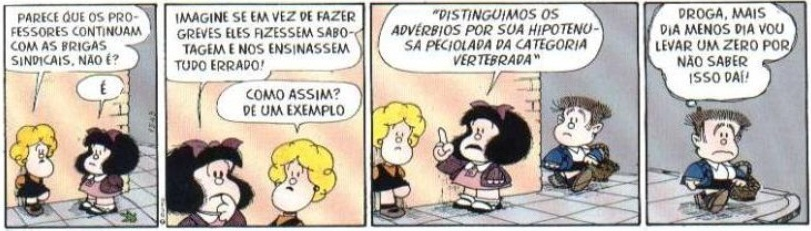 PARECE QUE OS PRO-
FESSORES CONTINUAM
COM AS BRIGAS
SINDICAIS, NÃO É?
É
IMAGINE SE EM VEZ DE FAZER
GREVES ELES FIZESSEM SABO-
TAGEM E NOS ENSINASSEM
TUDO ERRADO!
COMO ASSIM?
DÊ UM EXEMPLO
"DISTINGUIMOS OS
ADVÉRBIOS POR SUA HIPOTENU-
SA PECIOLADA DA CATEGORIA
VERTEBRADA"
DROGA, MAIS
DIA MENOS DIA VOU
LEVAR UM ZERO POR
NÃO SABER
ISSO DAÍ!